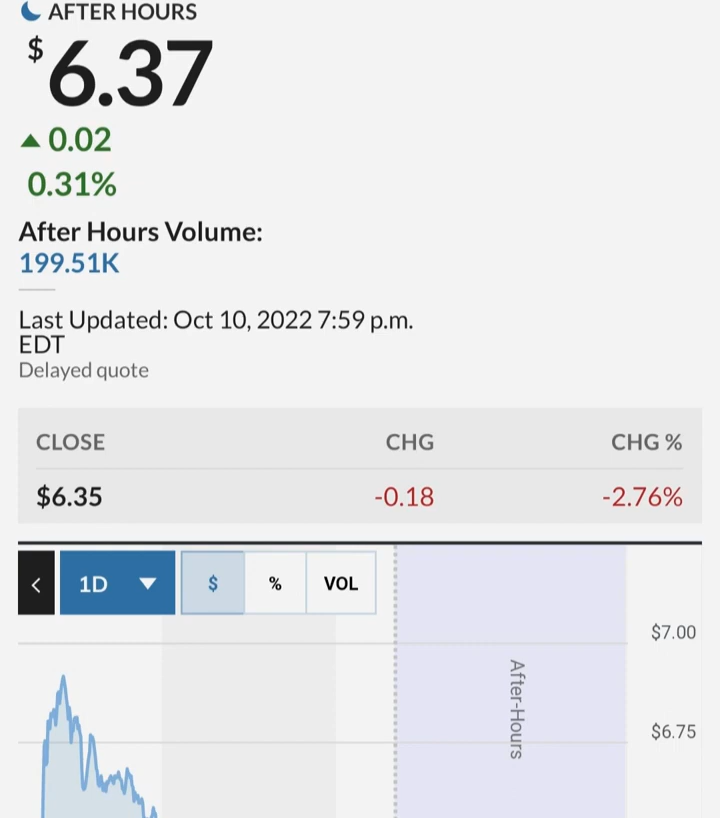 AFTER HOURS
$6.37
0.02
0.31%
After Hours Volume:
199.51K
Last Updated: Oct 10, 2022 7:59 p.m.
EDT
Delayed quote
CLOSE CHG CHG %
$6.35 -0.18 -2.76%
1D $ % VOL
$7.00
After-Hours
$6.75